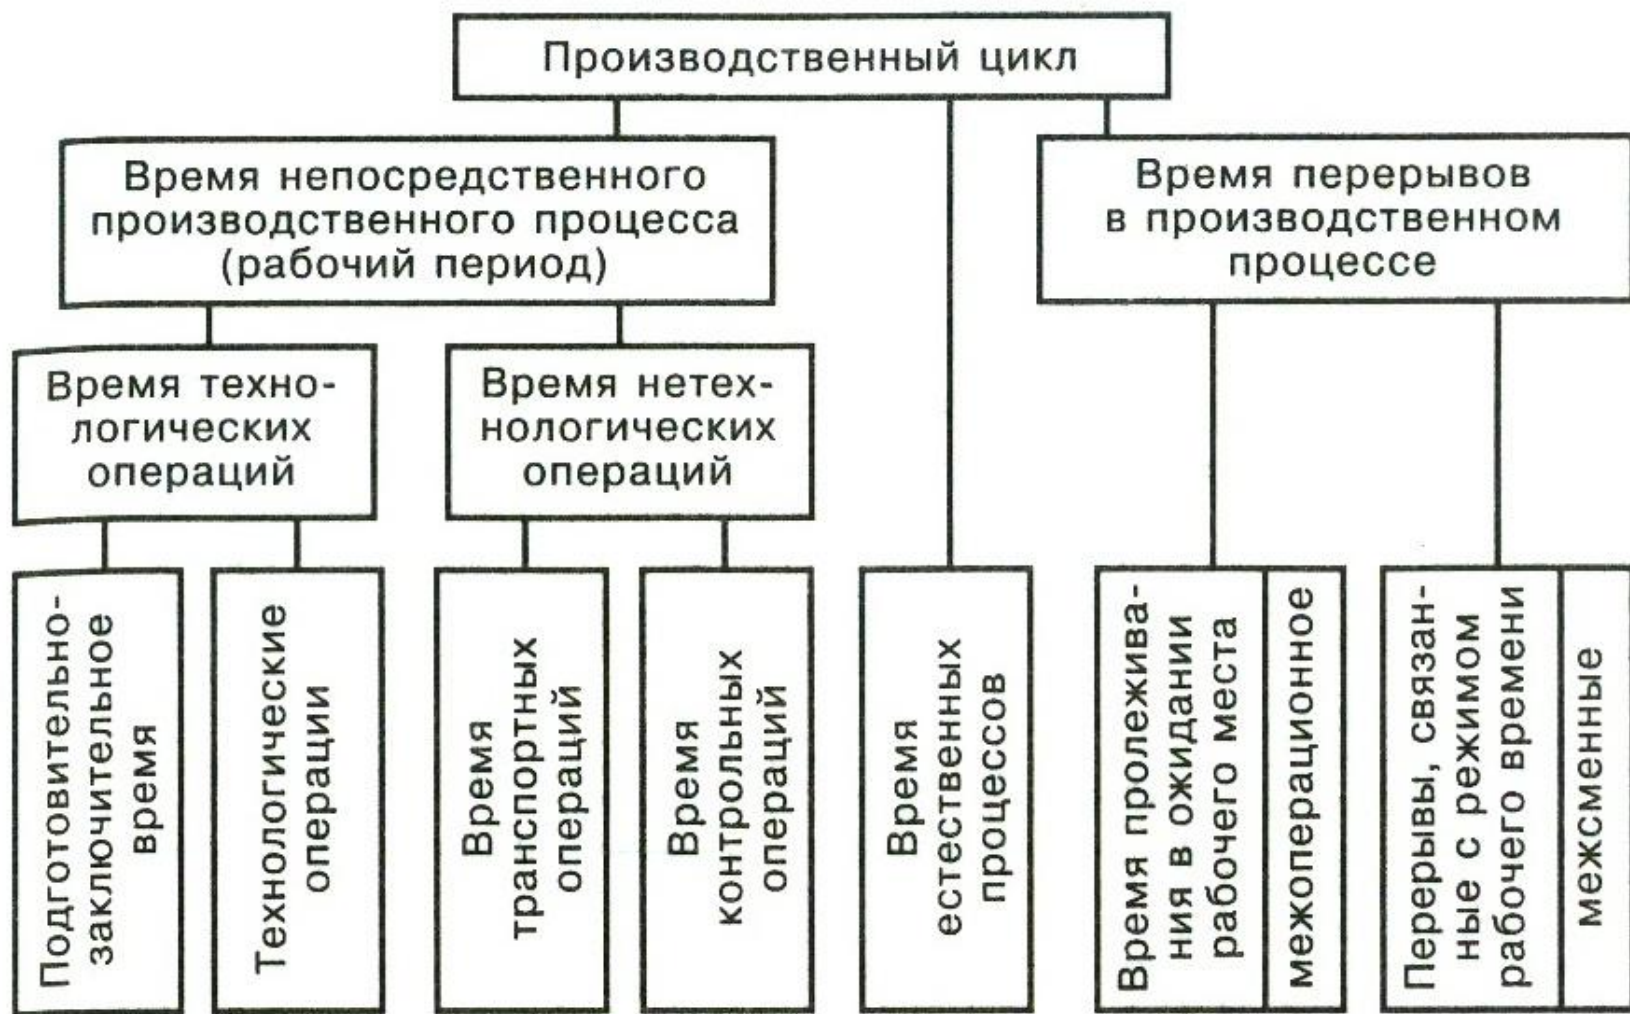 Производственный цикл
Время непосредственного
производственного процесса
(рабочий период)
Время перерывов
в производственном
процессе
Время техно-
логических
операций
Время нетех-
нологических
операций
Подготовительно-
заключительное
время
Технологические
операции
Время
транспортных
операций
Время
контрольных
операций
Время
естественных
процессов
Время пролежива-
ния в ожидании
рабочего места
межоперационное
Перерывы, связан-
ные с режимом
рабочего времени
межсменные